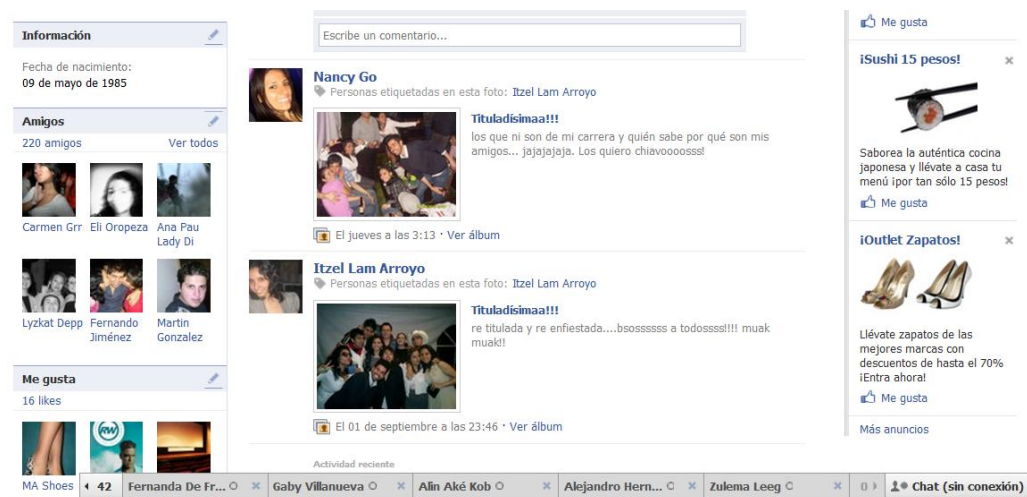 Información
Fecha de nacimiento:
09 de mayo de 1985
Amigos
220 amigos Ver todos
Carmen Grr Eli Oropeza Ana Pau Lady Di
Lyzkat Depp Fernando Jiménez Martin Gonzalez
Me gusta
16 likes
RW
MA Shoes
Escribe un comentario...
Nancy Go
Personas etiquetadas en esta foto: Itzel Lam Arroyo
Tituladísimaa!!!
los que ni son de mi carrera y quién sabe por qué son mis
amigos... jajajajaja. Los quiero chiavoooosss!
El jueves a las 3:13 · Ver álbum
Itzel Lam Arroyo
Personas etiquetadas en esta foto: Itzel Lam Arroyo
Tituladísimaa!!!
re titulada y re enfiestada....bsosssss a todossss!!!! muak
muak!!
El 01 de septiembre a las 23:46 · Ver álbum
Actividad reciente
Me gusta
¡Sushi 15 pesos!
Saborea la auténtica cocina
japonesa y llévate a casa tu
menú ¡por tan sólo 15 pesos!
Me gusta
¡Outlet Zapatos!
Llévate zapatos de las
mejores marcas con
descuentos de hasta el 70%
¡Entra ahora!
Me gusta
Más anuncios
42 Fernanda De Fr... Gaby Villanueva Alin Aké Kob Alejandro Hern... Zulema Leeg 0 Chat (sin conexión)